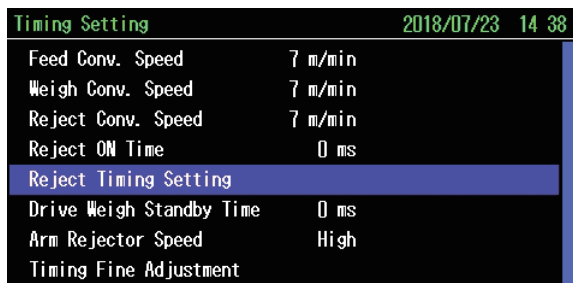 Timing Setting 2018/07/23 14 38
Feed Conv. Speed 7 m/min
Weigh Conv. Speed 7 m/min
Reject Conv. Speed 7 m/min
Reject ON Time 0 ms
Reject Timing Setting
Drive Weigh Standby Time 0 ms
Arm Rejector Speed High
Timing Fine Adjustment